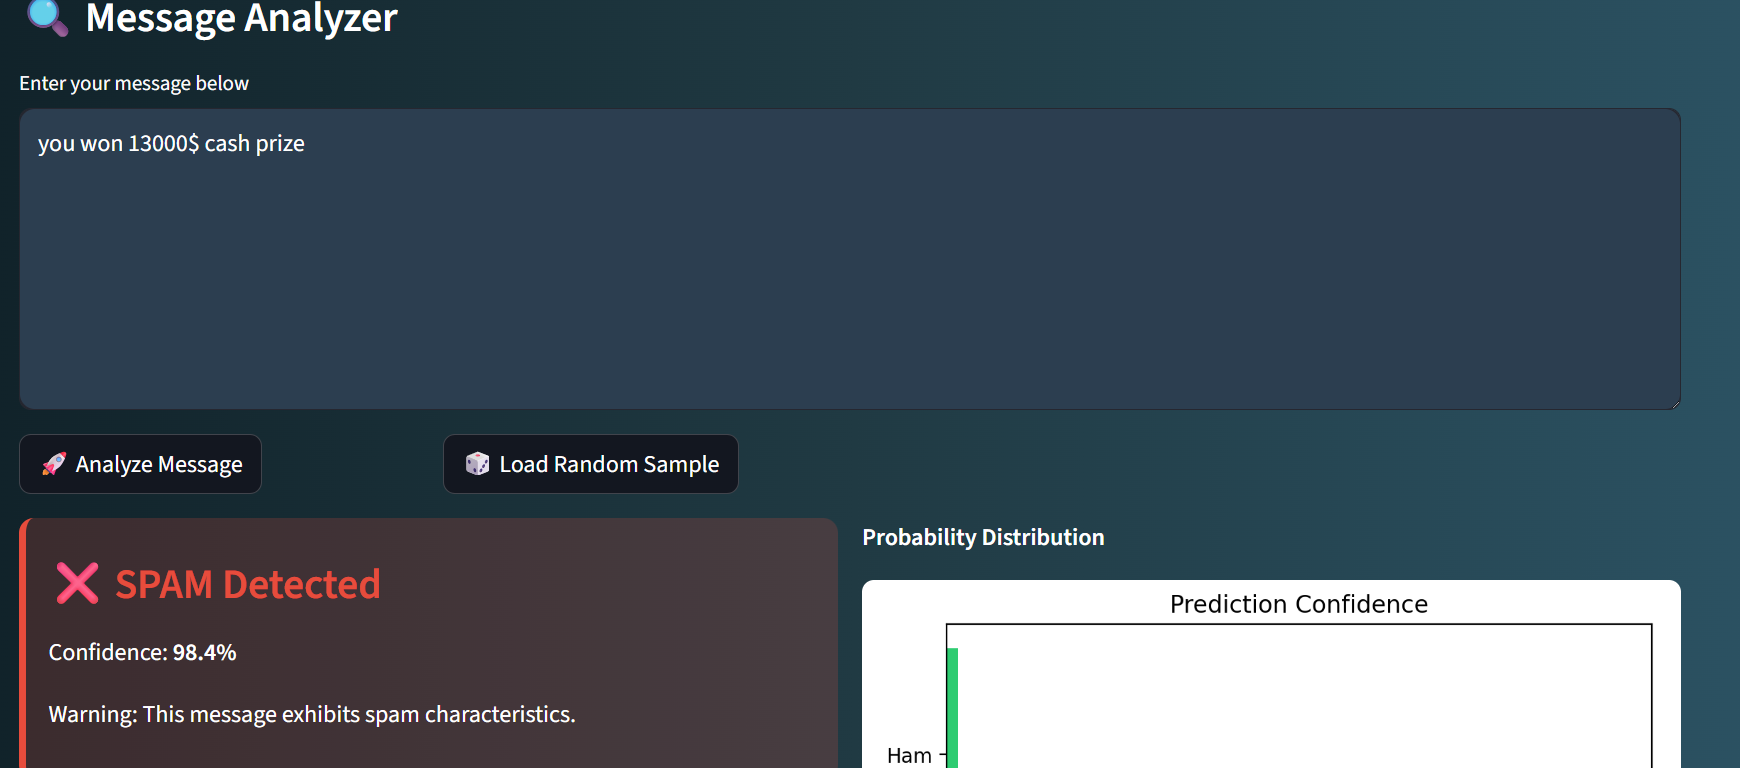 Message Analyzer
Enter your message below
you won 13000$ cash prize
Analyze Message
Load Random Sample
SPAM Detected
Confidence: 98.4%
Warning: This message exhibits spam characteristics.
Probability Distribution
Prediction Confidence
Ham